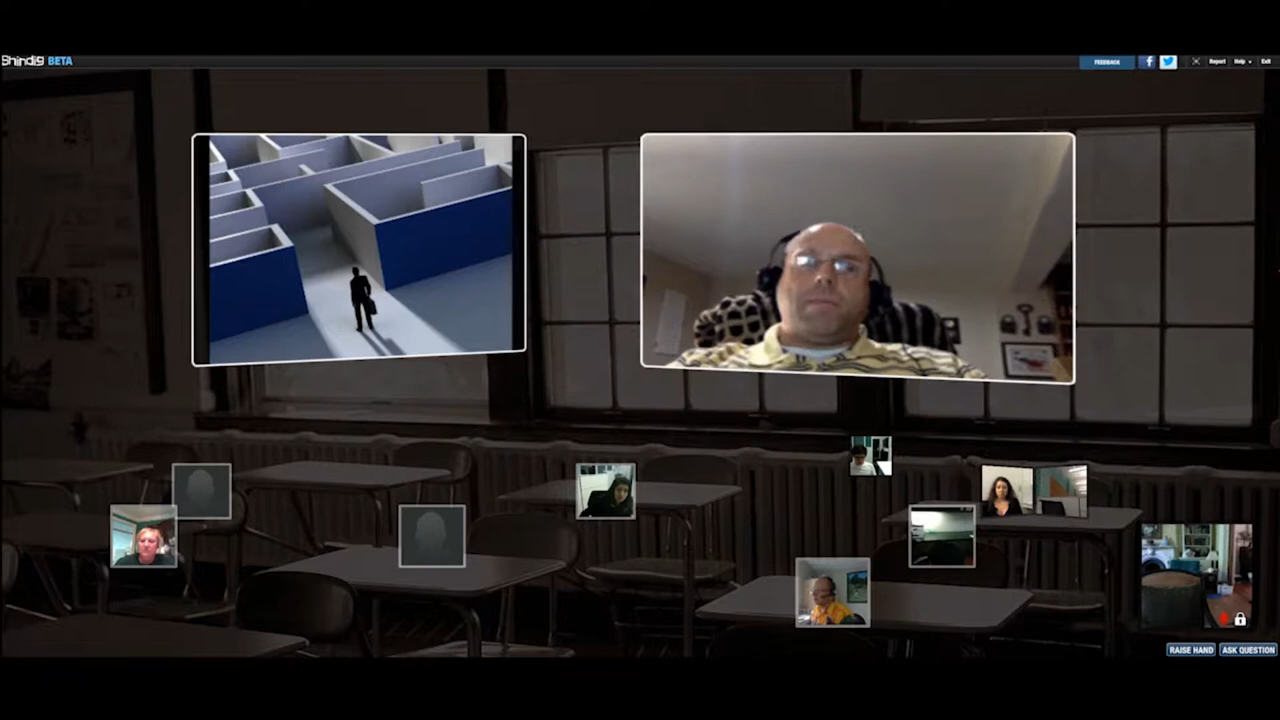 Shindig BETA
FEEDBACK
f
Report
Help
Exit
RAISE HAND
ASK QUESTION